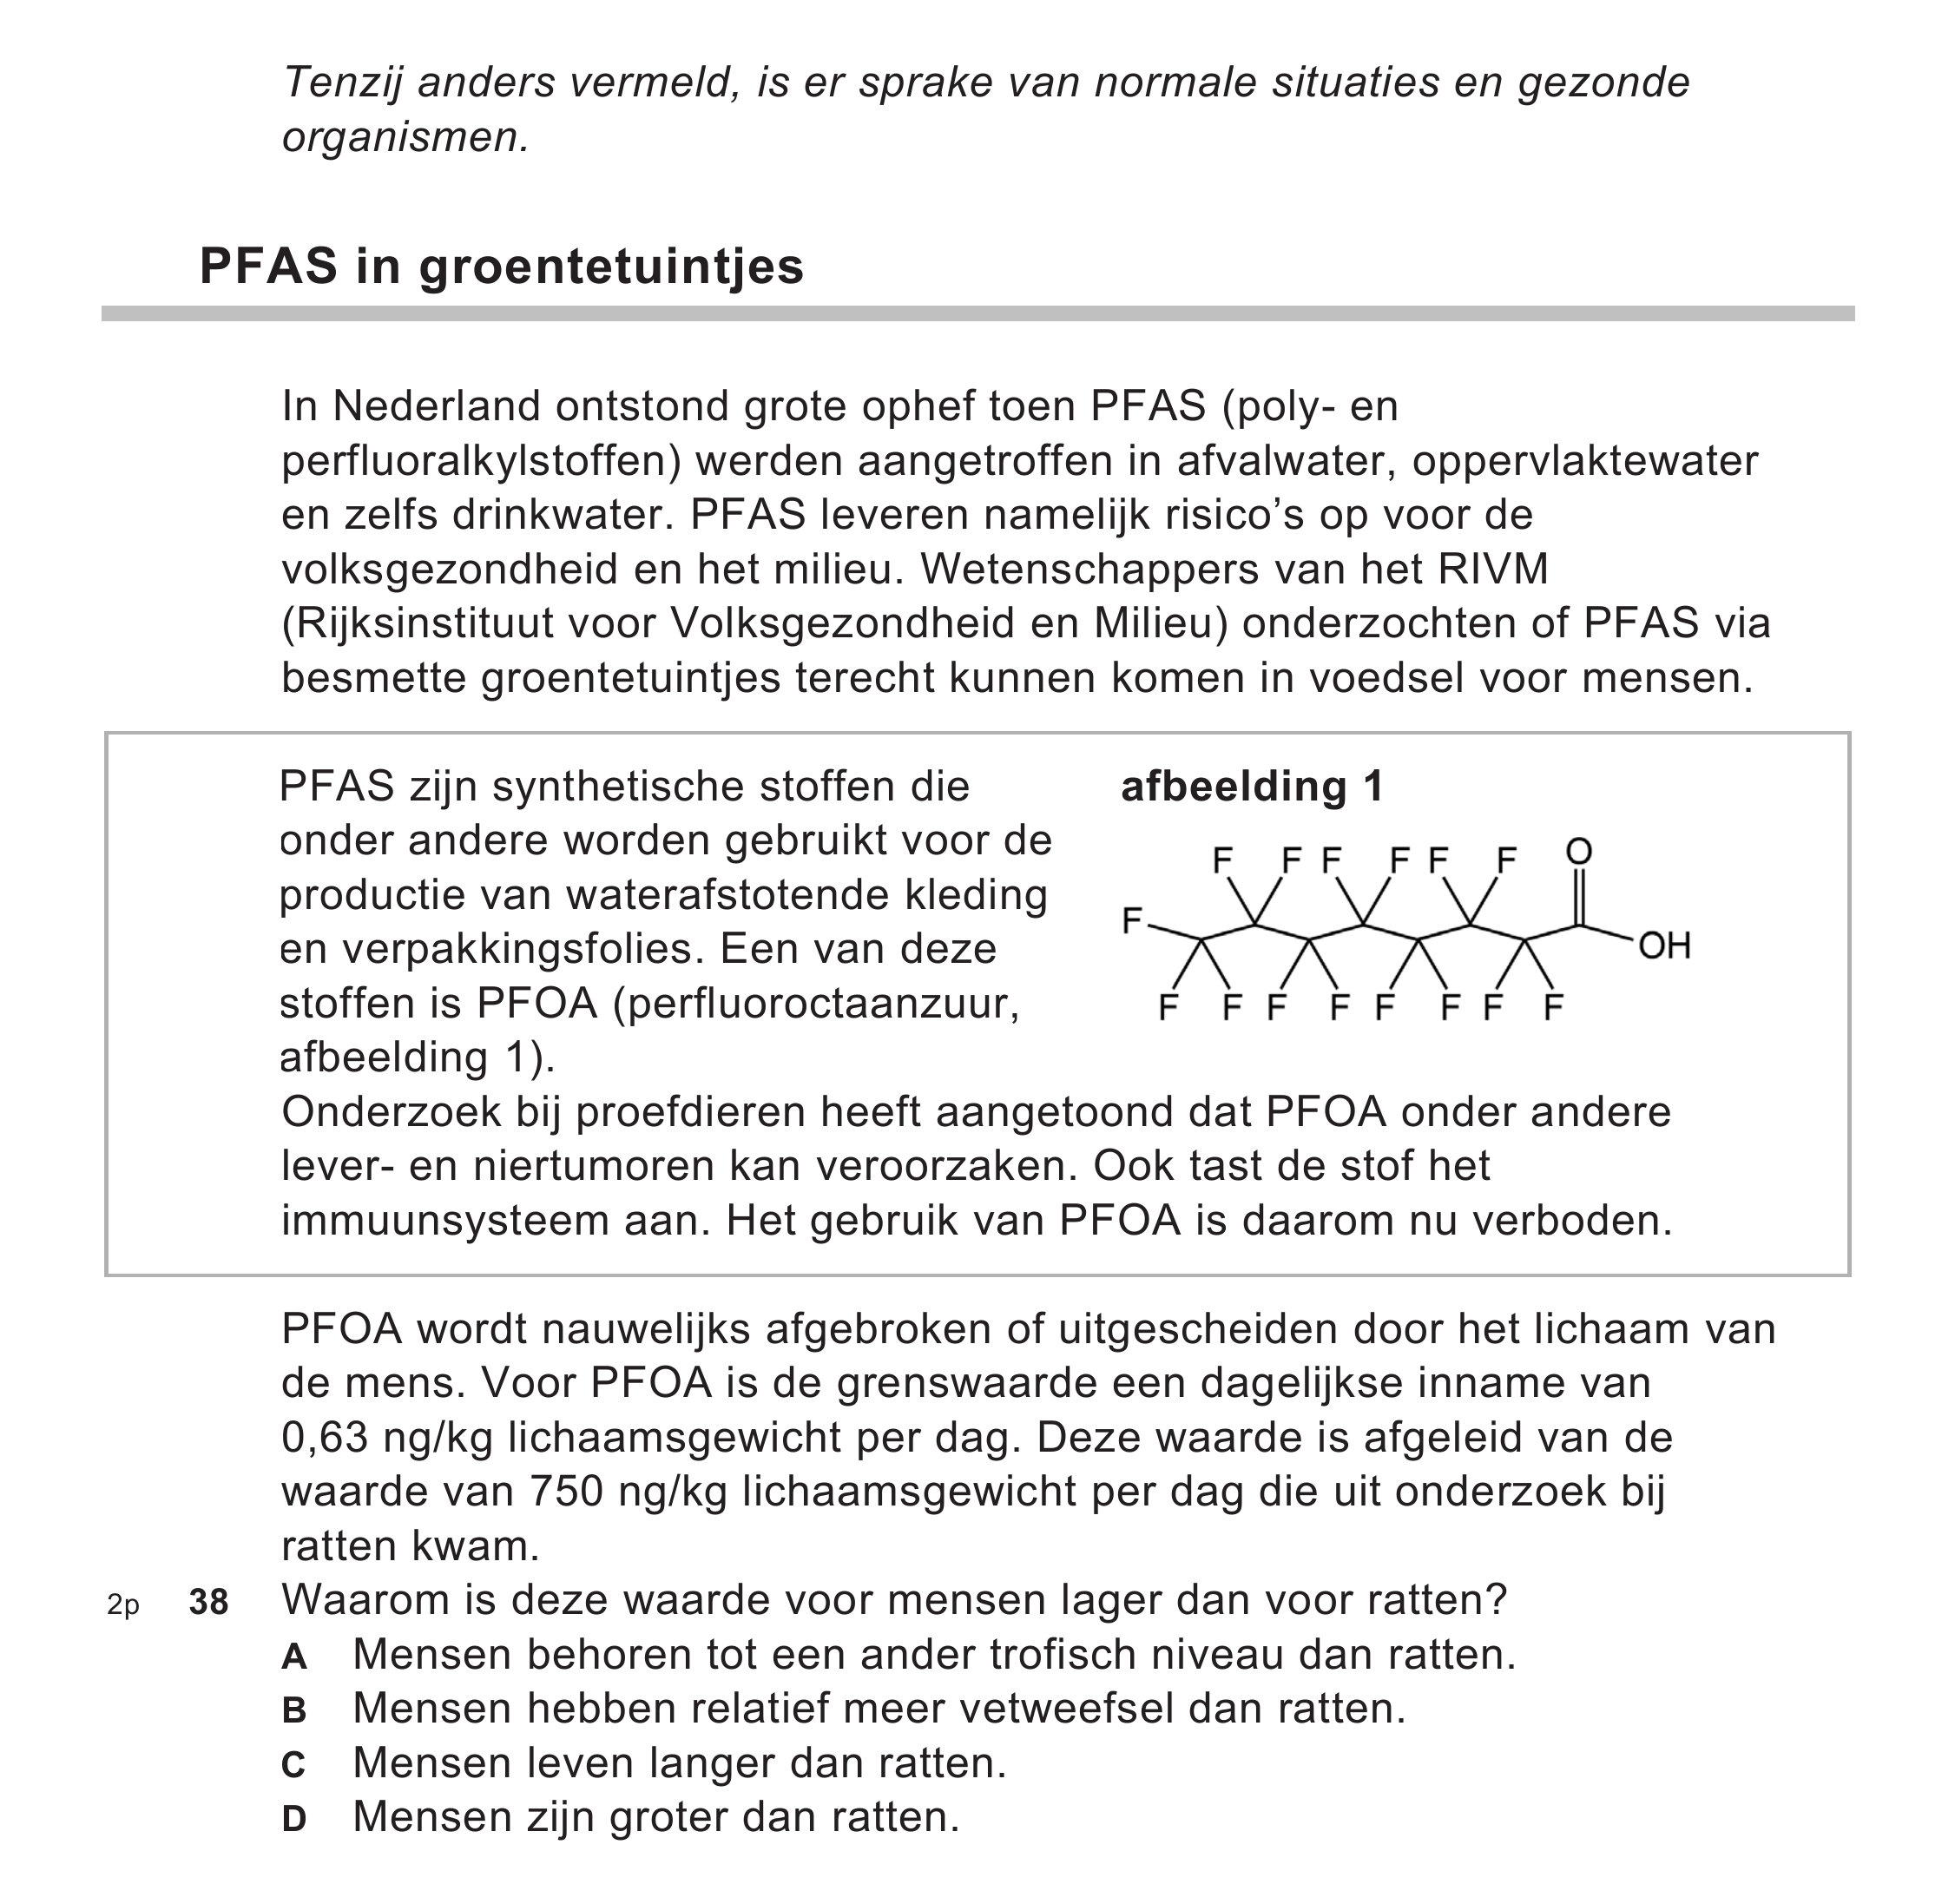 Tenzij anders vermeld, is er sprake van normale situaties en gezonde
organismen.
PFAS in groentetuintjes
In Nederland ontstond grote ophef toen PFAS (poly- en
perfluoralkylstoffen) werden aangetroffen in afvalwater, oppervlaktewater
en zelfs drinkwater. PFAS leveren namelijk risico’s op voor de
volksgezondheid en het milieu. Wetenschappers van het RIVM
(Rijksinstituut voor Volksgezondheid en Milieu) onderzochten of PFAS via
besmette groentetuintjes terecht kunnen komen in voedsel voor mensen.
PFAS zijn synthetische stoffen die
onder andere worden gebruikt voor de
productie van waterafstotende kleding
en verpakkingsfolies. Een van deze
stoffen is PFOA (perfluoroctaanzuur,
afbeelding 1).
afbeelding 1
F F F F F F O
F
OH
F F F F F F F F
Onderzoek bij proefdieren heeft aangetoond dat PFOA onder andere
lever- en niertumoren kan veroorzaken. Ook tast de stof het
immuunsysteem aan. Het gebruik van PFOA is daarom nu verboden.
PFOA wordt nauwelijks afgebroken of uitgescheiden door het lichaam van
de mens. Voor PFOA is de grenswaarde een dagelijkse inname van
0,63 ng/kg lichaamsgewicht per dag. Deze waarde is afgeleid van de
waarde van 750 ng/kg lichaamsgewicht per dag die uit onderzoek bij
ratten kwam.
2p 38 Waarom is deze waarde voor mensen lager dan voor ratten?
A Mensen behoren tot een ander trofisch niveau dan ratten.
B Mensen hebben relatief meer vetweefsel dan ratten.
C Mensen leven langer dan ratten.
D Mensen zijn groter dan ratten.